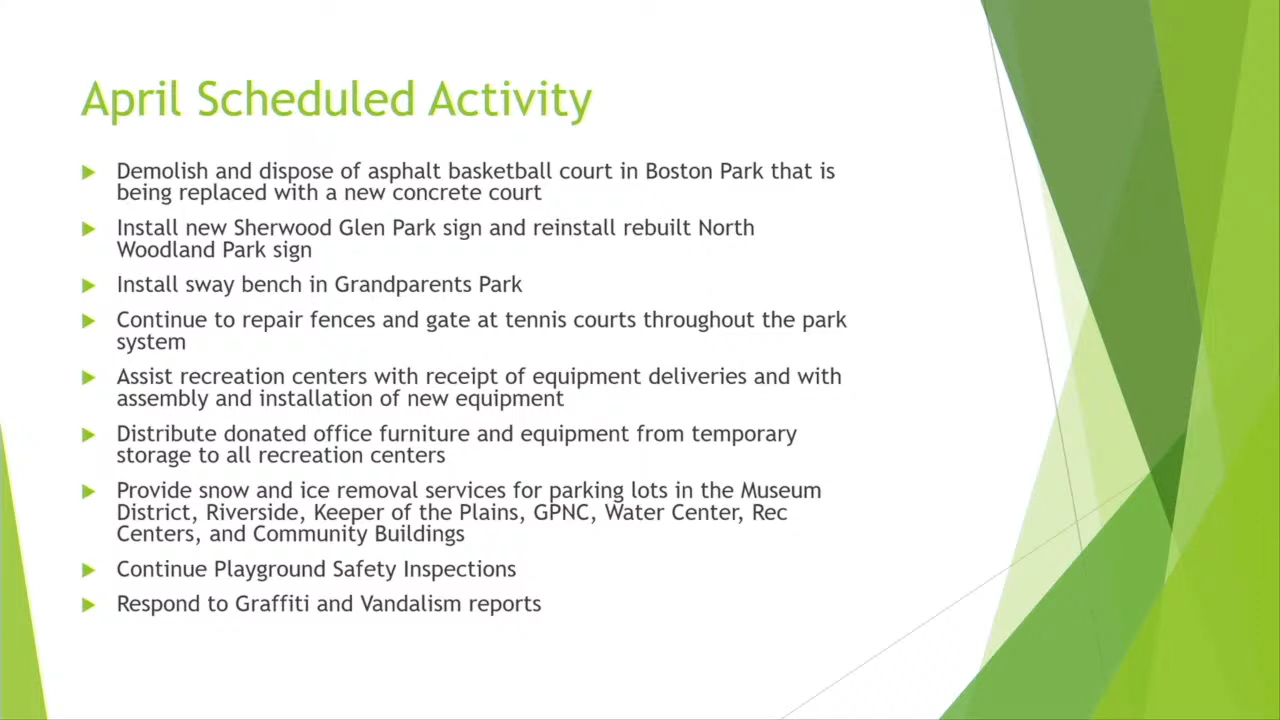 April Scheduled Activity
Demolish and dispose of asphalt basketball court in Boston Park that is
being replaced with a new concrete court
Install new Sherwood Glen Park sign and reinstall rebuilt North
Woodland Park sign
Install sway bench in Grandparents Park
Continue to repair fences and gate at tennis courts throughout the park
system
Assist recreation centers with receipt of equipment deliveries and with
assembly and installation of new equipment
Distribute donated office furniture and equipment from temporary
storage to all recreation centers
Provide snow and ice removal services for parking lots in the Museum
District, Riverside, Keeper of the Plains, GPNC, Water Center, Rec
Centers, and Community Buildings
Continue Playground Safety Inspections
Respond to Graffiti and Vandalism reports